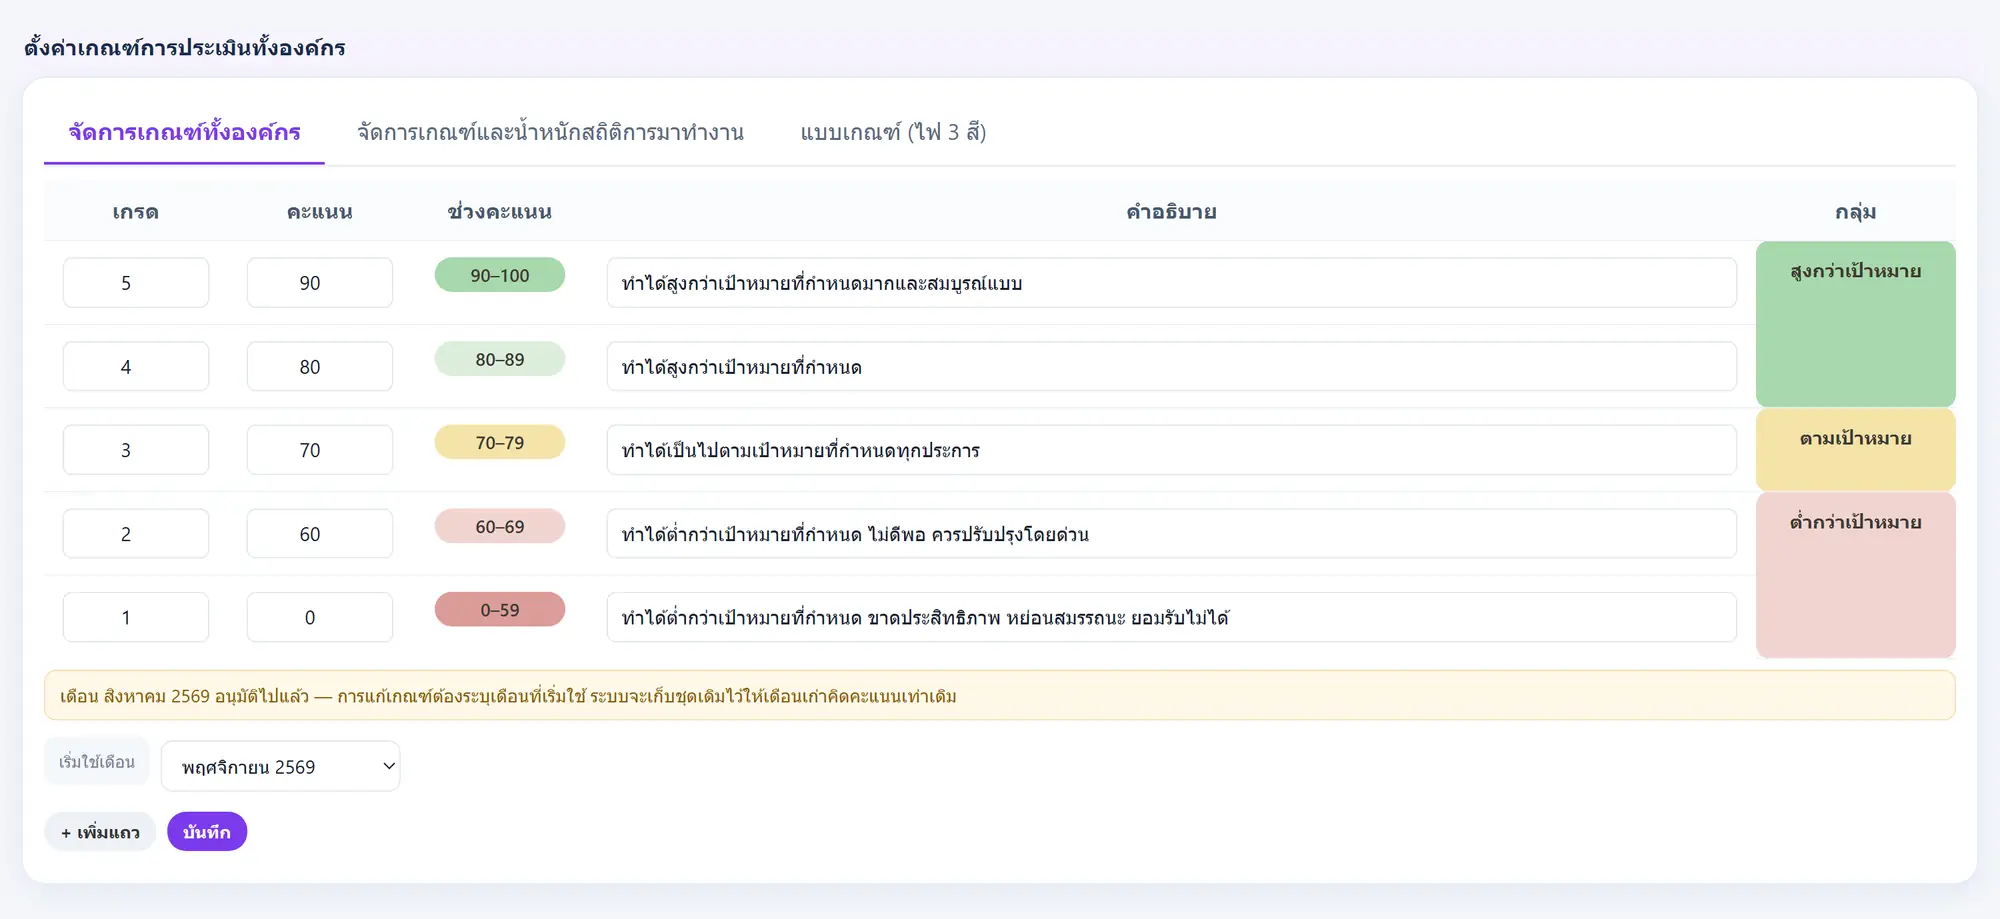 ตั้งค่าเกณฑ์การประเมินทั้งองค์กร
จัดการเกณฑ์ทั้งองค์กร จัดการเกณฑ์และน้ำหนักสถิติการมาทำงาน แบบเกณฑ์ (ไฟ 3 สี)
เกรด คะแนน ช่วงคะแนน คำอธิบาย กลุ่ม
5 90 90–100 ทำได้สูงกว่าเป้าหมายที่กำหนดมากและสมบูรณ์แบบ สูงกว่าเป้าหมาย
4 80 80–89 ทำได้สูงกว่าเป้าหมายที่กำหนด
3 70 70–79 ทำได้เป็นไปตามเป้าหมายที่กำหนดทุกประการ ตามเป้าหมาย
2 60 60–69 ทำได้ต่ำกว่าเป้าหมายที่กำหนด ไม่ดีพอ ควรปรับปรุงโดยด่วน ต่ำกว่าเป้าหมาย
1 0 0–59 ทำได้ต่ำกว่าเป้าหมายที่กำหนด ขาดประสิทธิภาพ หย่อนสมรรถนะ ยอมรับไม่ได้
เดือน สิงหาคม 2569 อนุมัติไปแล้ว — การแก้เกณฑ์ต้องระบุเดือนที่เริ่มใช้ ระบบจะเก็บชุดเดิมไว้ให้เดือนเก่าคิดคะแนนเท่าเดิม
เริ่มใช้เดือน พฤศจิกายน 2569
+ เพิ่มแถว บันทึก